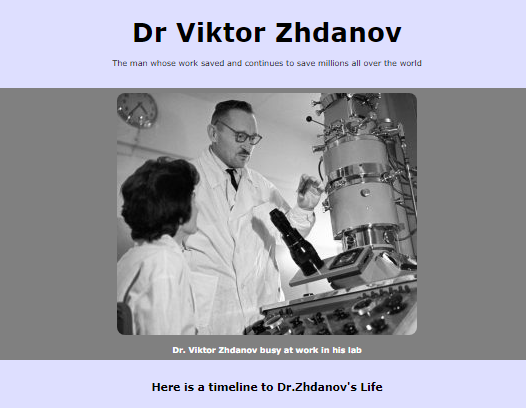 Dr Viktor Zhdanov
The man whose work saved and continues to save millions all over the world
Dr. Viktor Zhdanov busy at work in his lab
Here is a timeline to Dr.Zhdanov's Life